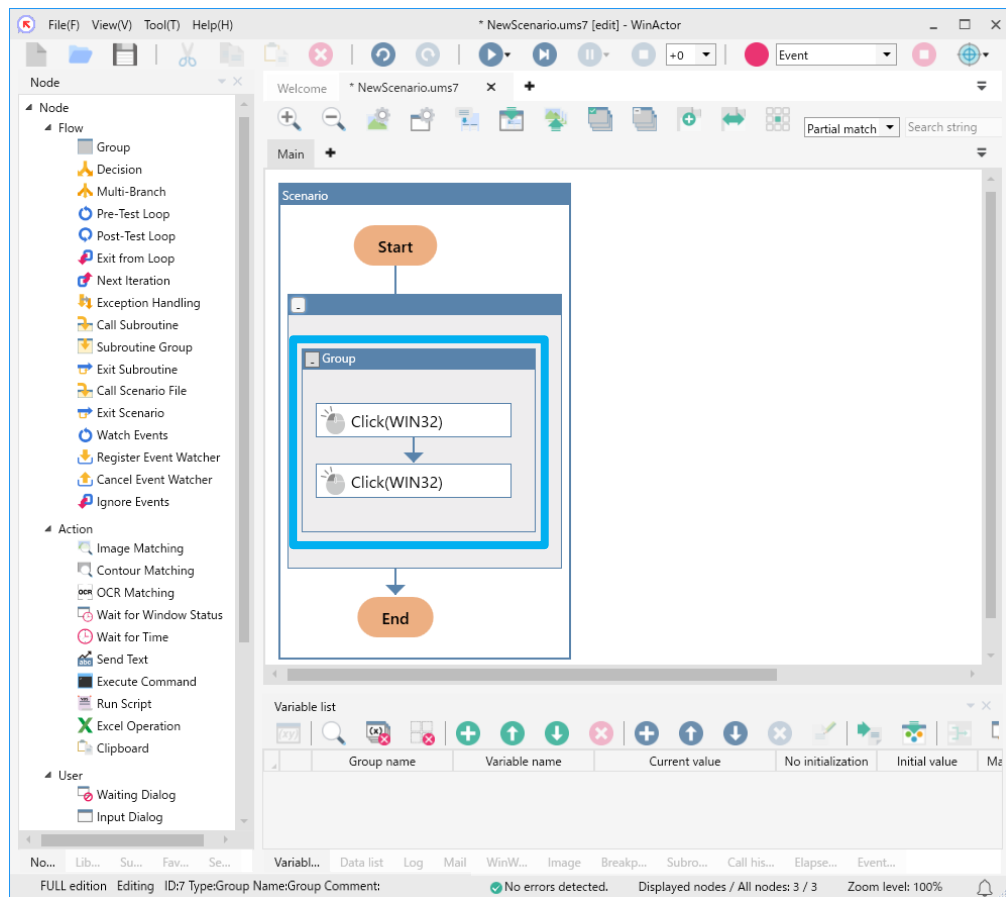 File(F) View(V) Tool(T) Help(H) * NewScenario.ums7 [edit] - WinActor
+0 Event
Node
Welcome * NewScenario.ums7
Partial match Search string
Main
Node
Flow
Group
Decision
Multi-Branch
Pre-Test Loop
Post-Test Loop
Exit from Loop
Next Iteration
Exception Handling
Call Subroutine
Subroutine Group
Exit Subroutine
Call Scenario File
Exit Scenario
Watch Events
Register Event Watcher
Cancel Event Watcher
Ignore Events
Action
Image Matching
Contour Matching
OCR Matching
Wait for Window Status
Wait for Time
Send Text
Execute Command
Run Script
Excel Operation
Clipboard
User
Waiting Dialog
Input Dialog
No... Lib... Su... Fav... Se...
Scenario
Start
Group
Click(WIN32)
Click(WIN32)
End
Variable list
Group name Variable name Current value No initialization Initial value Ma
Variabl... Data list Log Mail WinW... Image Breakp... Subro... Call his... Elapse... Event...
FULL edition Editing ID:7 Type:Group Name:Group Comment: No errors detected. Displayed nodes / All nodes: 3 / 3 Zoom level: 100%